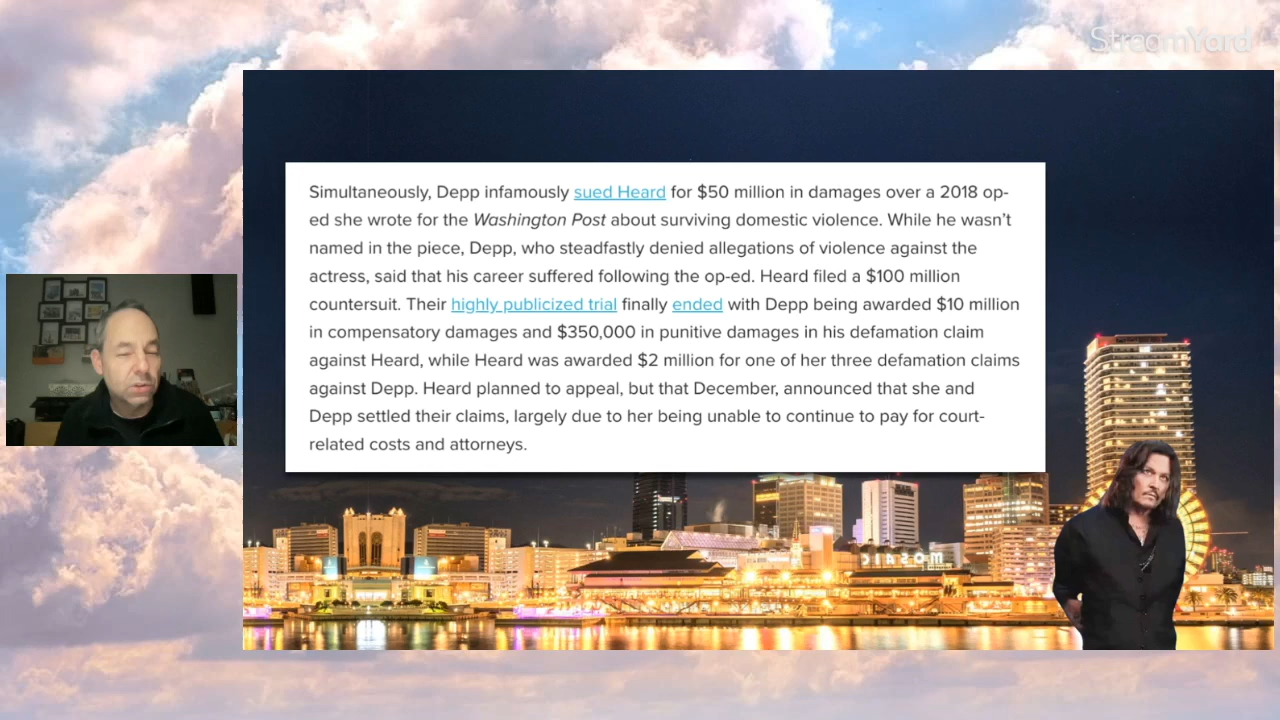 StreamYard
Simultaneously, Depp infamously sued Heard for $50 million in damages over a 2018 op-
ed she wrote for the Washington Post about surviving domestic violence. While he wasn’t
named in the piece, Depp, who steadfastly denied allegations of violence against the
actress, said that his career suffered following the op-ed. Heard filed a $100 million
countersuit. Their highly publicized trial finally ended with Depp being awarded $10 million
in compensatory damages and $350,000 in punitive damages in his defamation claim
against Heard, while Heard was awarded $2 million for one of her three defamation claims
against Depp. Heard planned to appeal, but that December, announced that she and
Depp settled their claims, largely due to her being unable to continue to pay for court-
related costs and attorneys.
MOSAIC